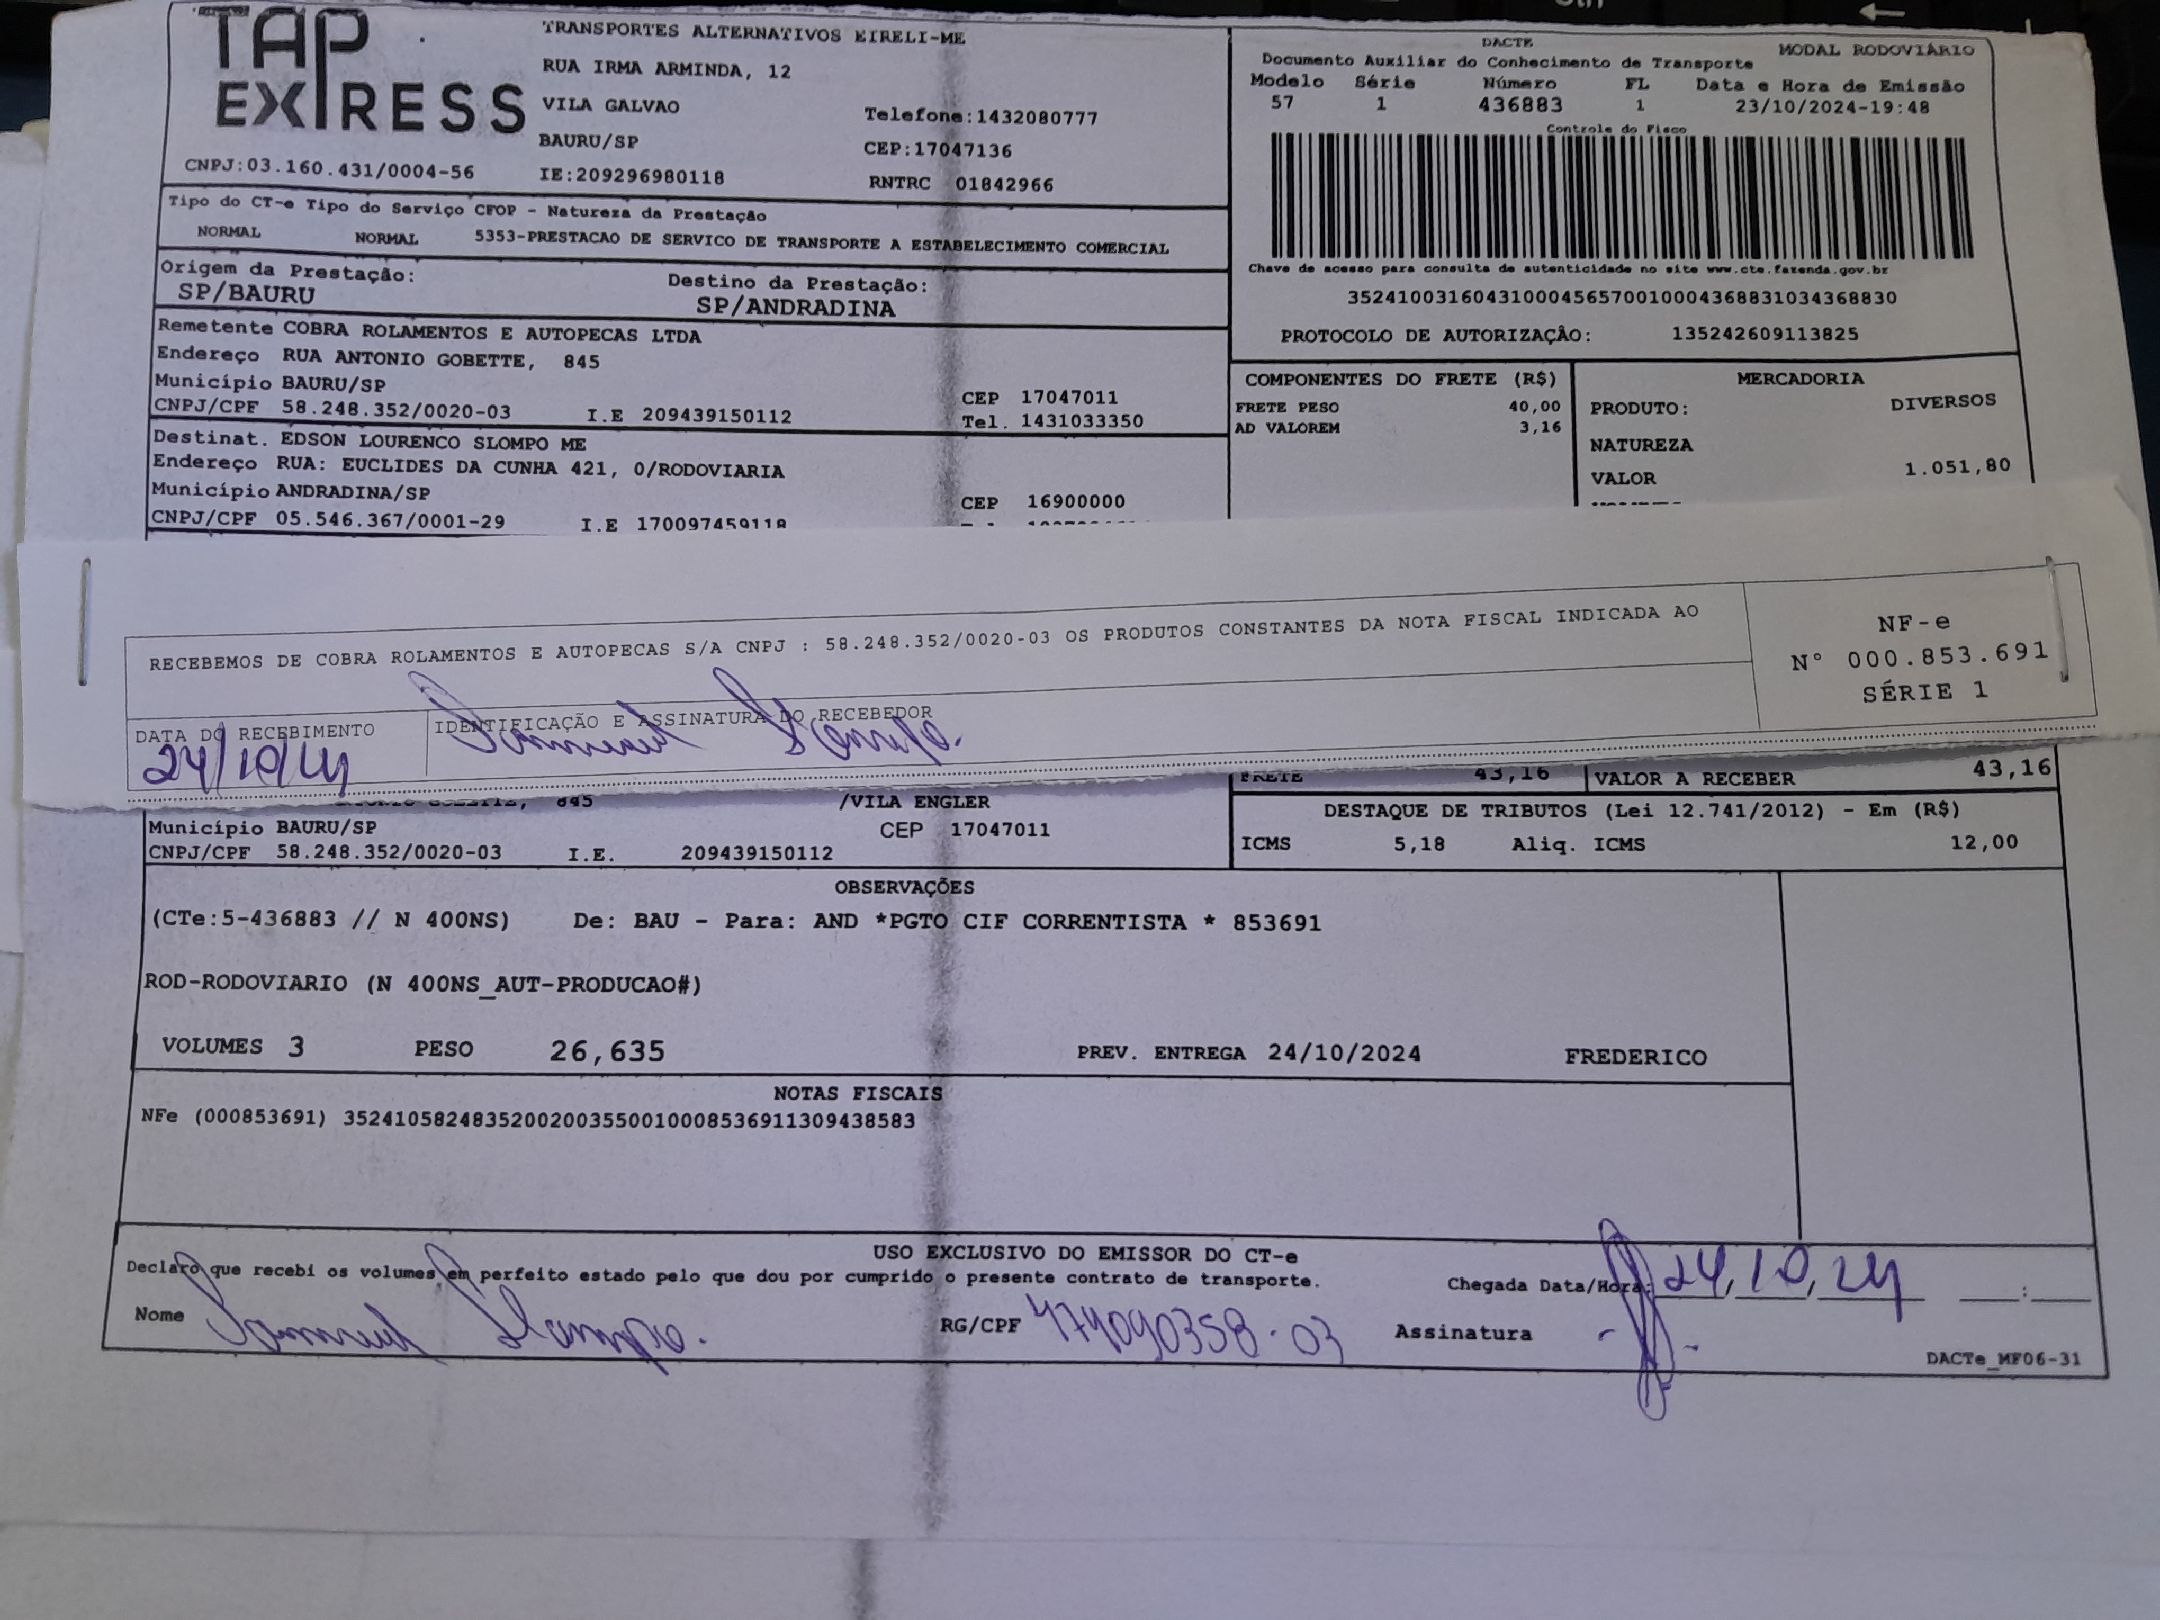 TAP
EXPRESS
TRANSPORTES ALTERNATIVOS EIRELI-ME
RUA IRMA ARMINDA, 12
VILA GALVAO
Telefone:1432080777
BAURU/SP
CEP:17047136
CNPJ:03.160.431/0004-56
IE:209296980118
RNTRC 01842966
DACTE
MODAL RODOVIÁRIO
Documento Auxiliar do Conhecimento de Transporte
Modelo Série Número FL Data e Hora de Emissão
57 1 436883 1 23/10/2024-19:48
Controle do Fisco
Chave de acesso para consulta de autenticidade no site www.cte.fazenda.gov.br
35241003160431000456570010004368831034368830
PROTOCOLO DE AUTORIZAÇÃO: 135242609113825
Tipo do CT-e Tipo do Serviço CFOP - Natureza da Prestação
NORMAL NORMAL 5353-PRESTACAO DE SERVICO DE TRANSPORTE A ESTABELECIMENTO COMERCIAL
Origem da Prestação: Destino da Prestação:
SP/BAURU SP/ANDRADINA
Remetente COBRA ROLAMENTOS E AUTOPECAS LTDA
Endereço RUA ANTONIO GOBETTE, 845
Município BAURU/SP CEP 17047011
CNPJ/CPF 58.248.352/0020-03 I.E 209439150112 Tel. 1431033350
Destinat. EDSON LOURENCO SLOMPO ME
Endereço RUA: EUCLIDES DA CUNHA 421, 0/RODOVIARIA
Município ANDRADINA/SP CEP 16900000
CNPJ/CPF 05.546.367/0001-29 I.E 170097459118
COMPONENTES DO FRETE (R$)
FRETE PESO 40,00
AD VALOREM 3,16
MERCADORIA
PRODUTO: DIVERSOS
NATUREZA
VALOR 1.051,80
RECEBEMOS DE COBRA ROLAMENTOS E AUTOPECAS S/A CNPJ : 58.248.352/0020-03 OS PRODUTOS CONSTANTES DA NOTA FISCAL INDICADA AO
NF-e
Nº 000.853.691
SÉRIE 1
DATA DO RECEBIMENTO
24/10/24
IDENTIFICAÇÃO E ASSINATURA DO RECEBEDOR
Slompo.
FRETE 43,16 VALOR A RECEBER 43,16
845 /VILA ENGLER
Município BAURU/SP CEP 17047011
CNPJ/CPF 58.248.352/0020-03 I.E. 209439150112
DESTAQUE DE TRIBUTOS (Lei 12.741/2012) - Em (R$)
ICMS 5,18 Aliq. ICMS 12,00
OBSERVAÇÕES
(CTe:5-436883 // N 400NS) De: BAU - Para: AND *PGTO CIF CORRENTISTA * 853691
ROD-RODOVIARIO (N 400NS_AUT-PRODUCAO#)
VOLUMES 3 PESO 26,635 PREV. ENTREGA 24/10/2024 FREDERICO
NOTAS FISCAIS
NFe (000853691) 35241058248352002003550010008536911309438583
USO EXCLUSIVO DO EMISSOR DO CT-e
Declaro que recebi os volumes em perfeito estado pelo que dou por cumprido o presente contrato de transporte.
Chegada Data/Hora: 24/10/24 :
Nome Slompo. RG/CPF 474090358-03 Assinatura
DACTe_MF06-31